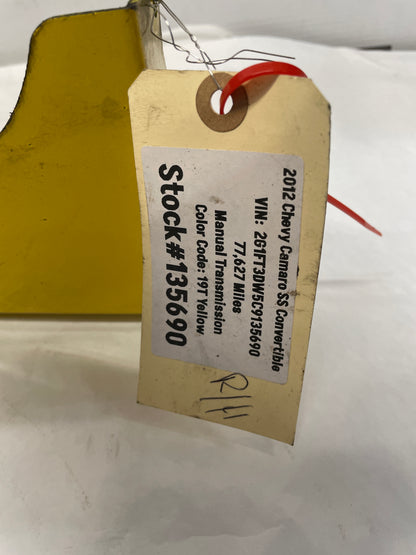 2012 Chevy Camaro SS Convertible
VIN: 2G1FT3DW5C9135690
77,627 Miles
Manual Transmission
Color Code: 19T Yellow
Stock#135690
R/H